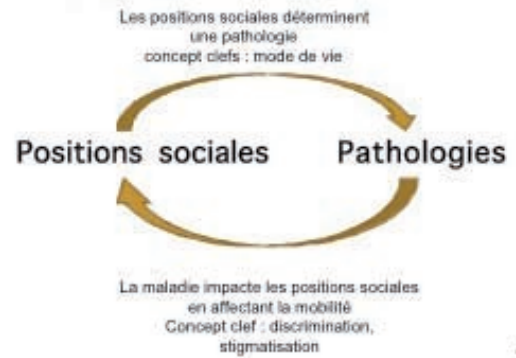 Les positions sociales déterminent
une pathologie
concept clefs : mode de vie
Positions sociales
Pathologies
La maladie impacte les positions sociales
en affectant la mobilité
Concept clef : discrimination,
stigmatisation